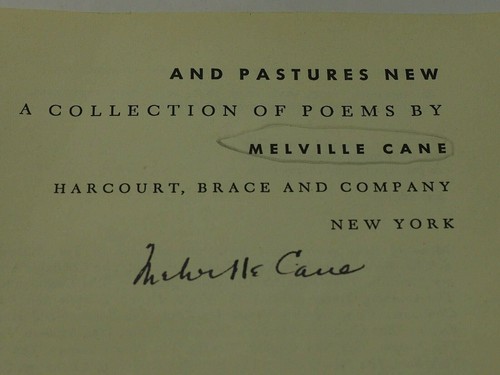 AND PASTURES NEW
A COLLECTION OF POEMS BY
MELVILLE CANE
HARCOURT, BRACE AND COMPANY
NEW YORK
Melville Cane